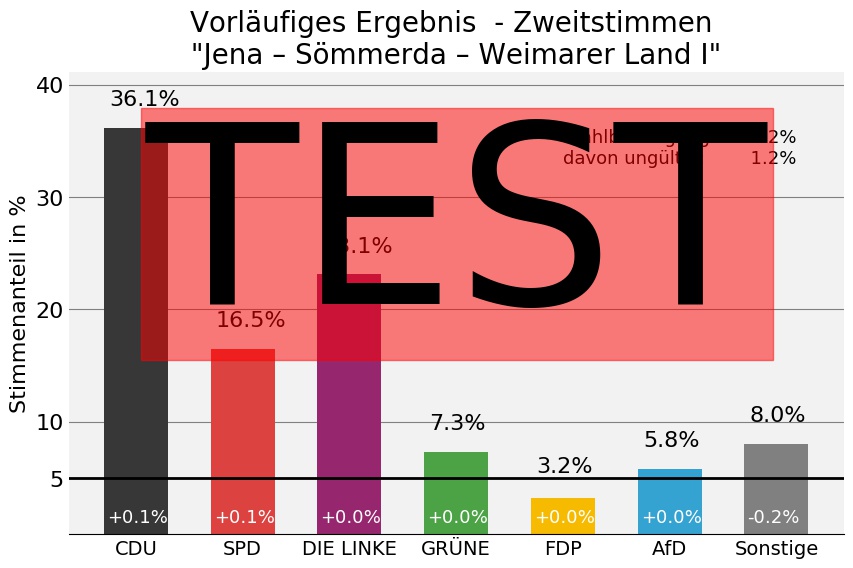 Vorläufiges Ergebnis - Zweitstimmen
"Jena – Sömmerda – Weimarer Land I"
Stimmenanteil in %
40
30
20
10
5
TEST
36.1%
16.5%
7.3%
3.2%
5.8%
8.0%
davon 1.2%
+0.1% +0.1% +0.0% +0.0% +0.0% +0.0% -0.2%
CDU SPD DIE LINKE GRÜNE FDP AfD Sonstige